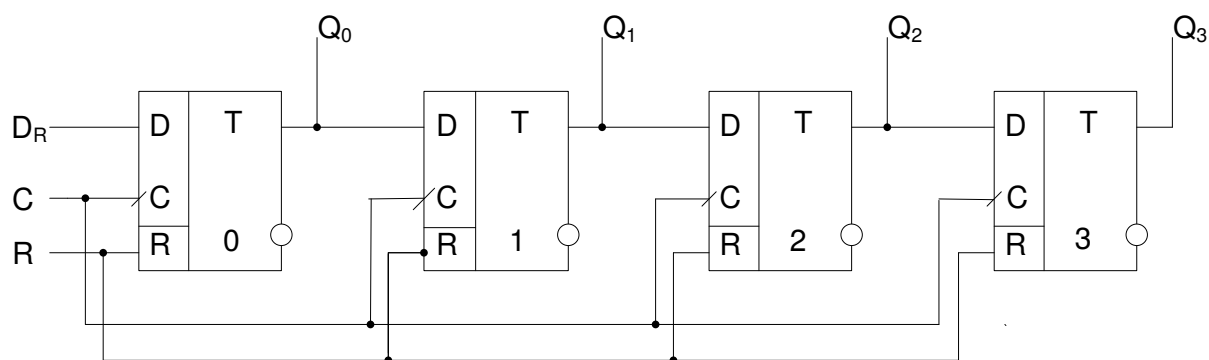 Q0 Q1 Q2 Q3
DR D T D T D T D T
C C C C C
R R 0 R 1 R 2 R 3